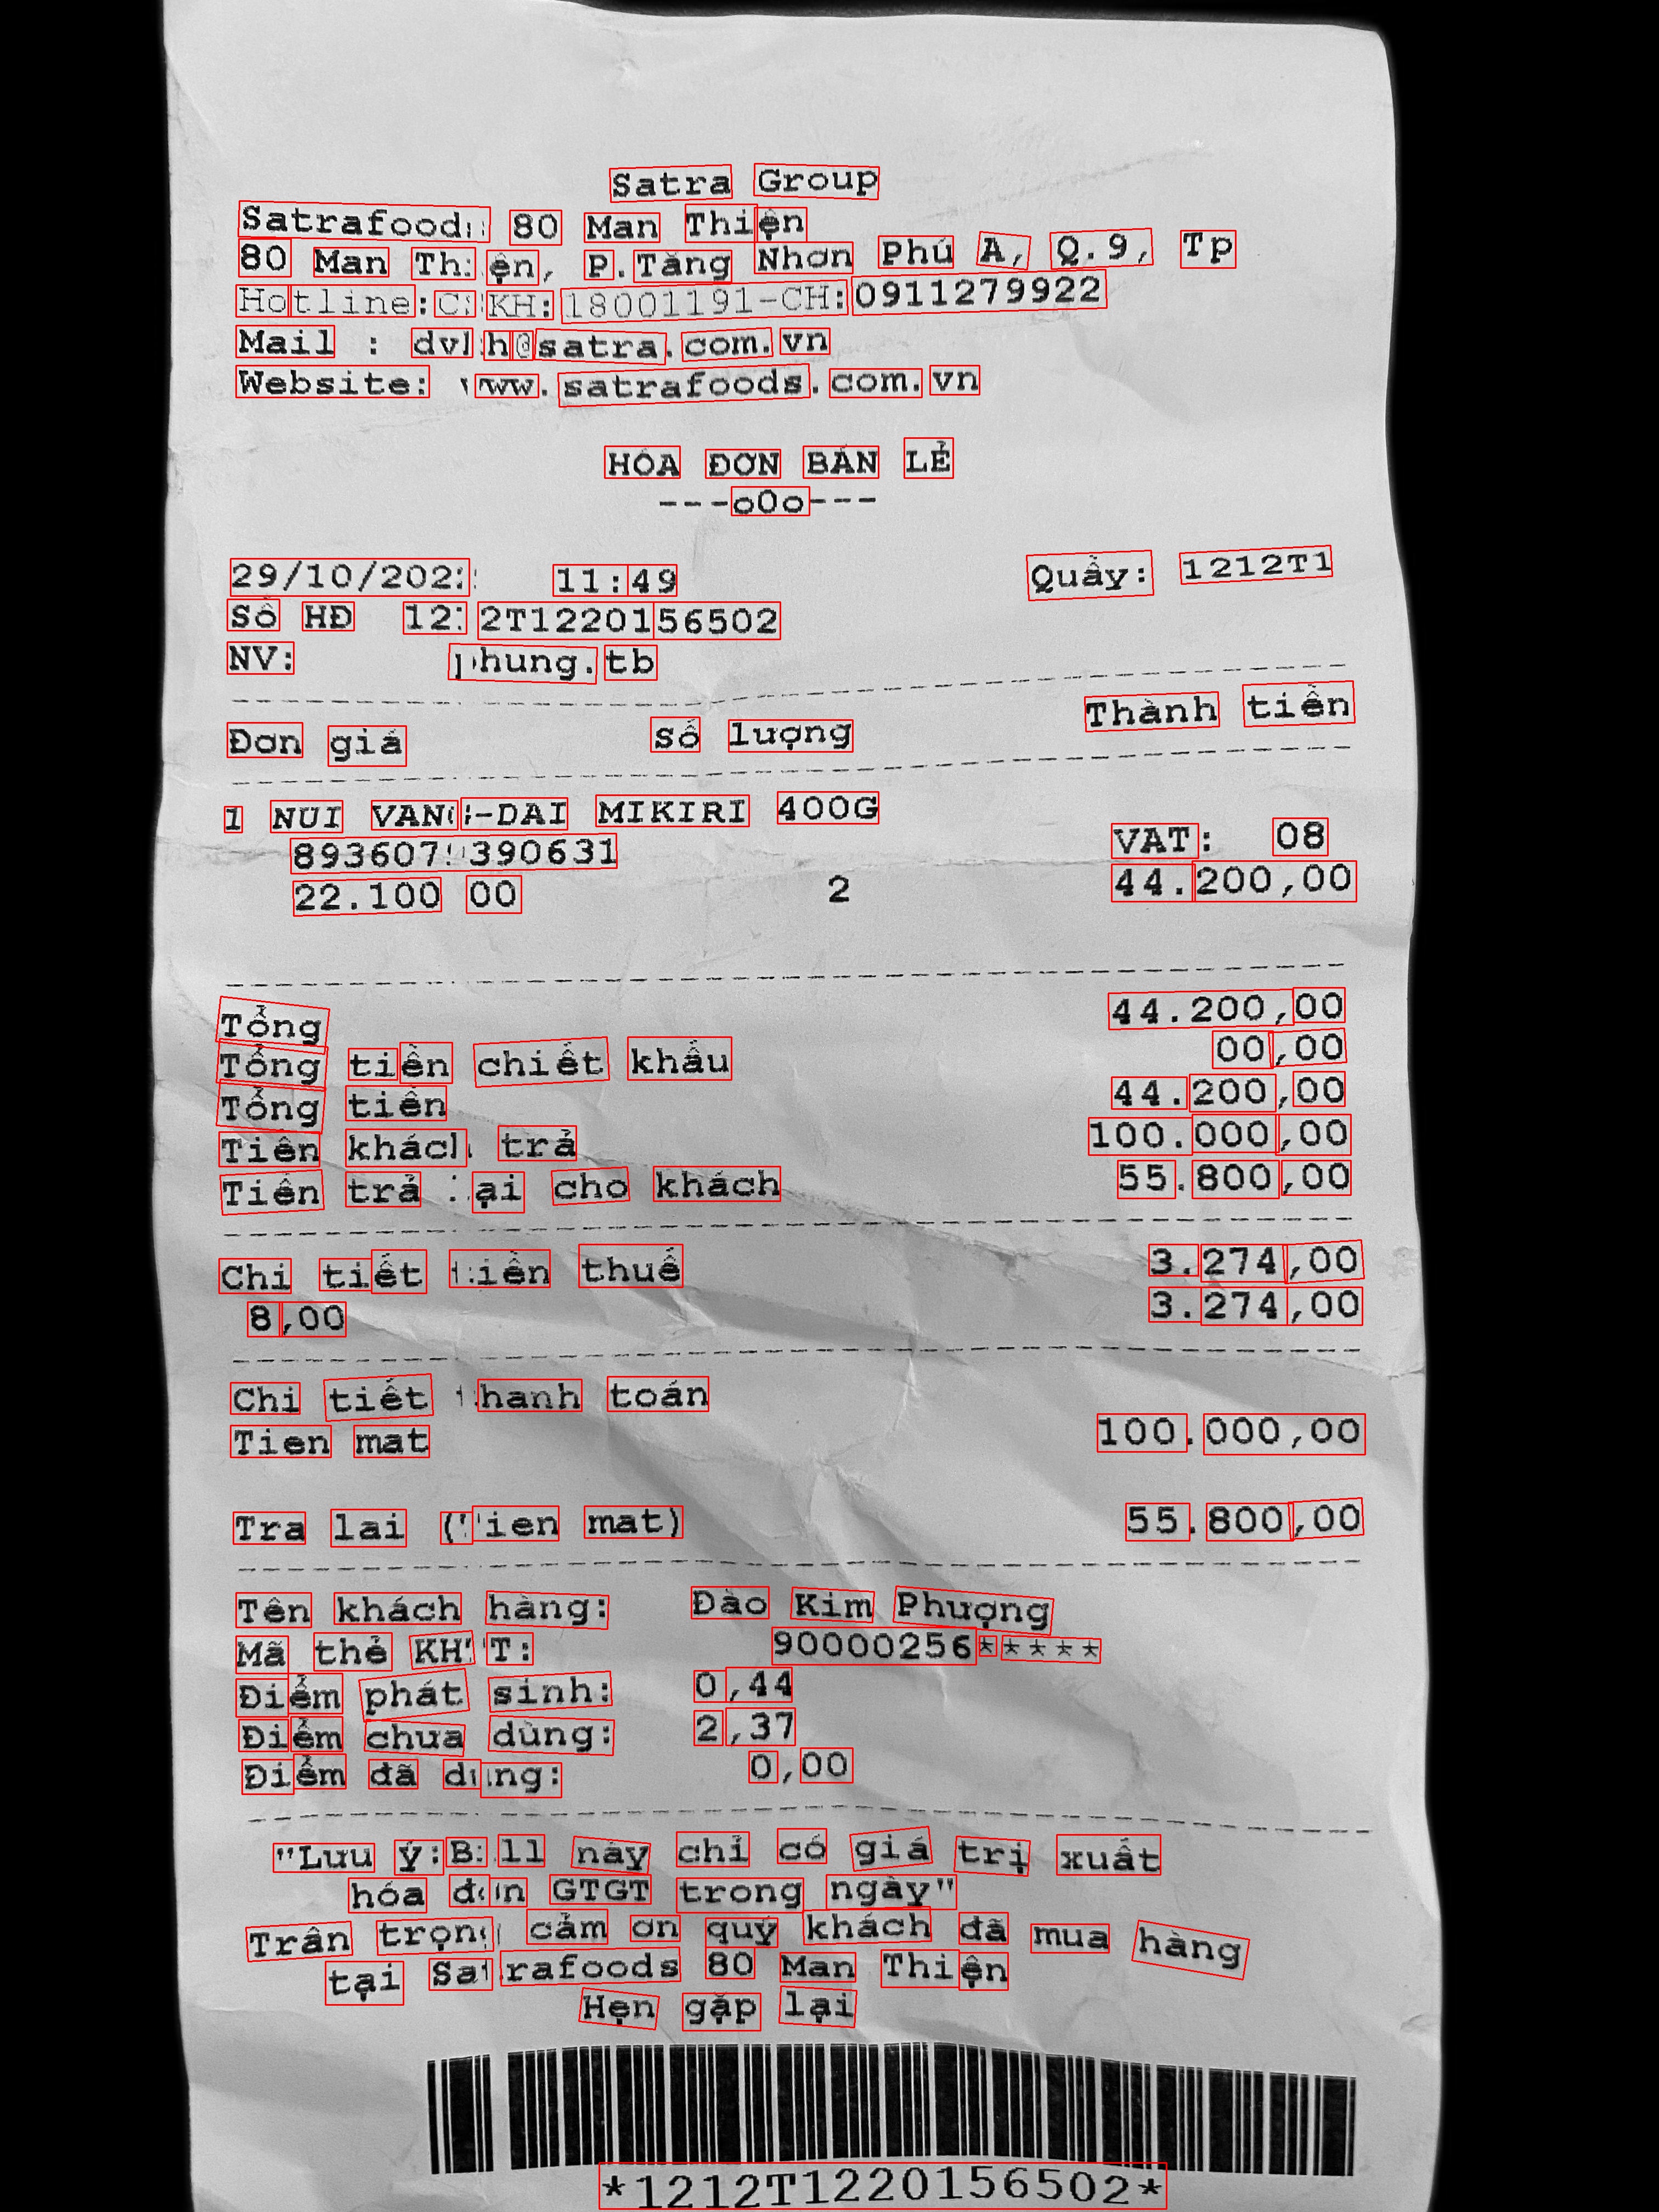 Satra Group
Satrafoods 80 Man Thiện
80 Man Thiện, P.Tăng Nhơn Phú A, Q.9, Tp
Hotline:CSKH:18001191-CH:0911279922
Mail : dvkh@satra.com.vn
Website: www.satrafoods.com.vn
HÓA ĐƠN BÁN LẺ
---o0o---
29/10/2022 11:49 Quầy: 1212T1
Số HĐ 1212T1220156502
NV: phung.tb
Đơn giá số lượng Thành tiền
1 NUI VANG-DAI MIKIRI 400G
8936079390631 VAT: 08
22.100 00 2 44.200,00
Tổng 44.200,00
Tổng tiền chiết khấu 00,00
Tổng tiền 44.200,00
Tiền khách trả 100.000,00
Tiền trả lại cho khách 55.800,00
Chi tiết tiền thuế 3.274,00
8,00 3.274,00
Chi tiết thanh toán
Tien mat 100.000,00
Tra lai (Tien mat) 55.800,00
Tên khách hàng: Đào Kim Phượng
Mã thẻ KHTT: 90000256*****
Điểm phát sinh: 0,44
Điểm chưa dùng: 2,37
Điểm đã dùng: 0,00
"Lưu ý:Bill này chỉ có giá trị xuất
hóa đơn GTGT trong ngày"
Trân trọng cảm ơn quý khách đã mua hàng
tại Satrafoods 80 Man Thiện
Hẹn gặp lại
*1212T1220156502*